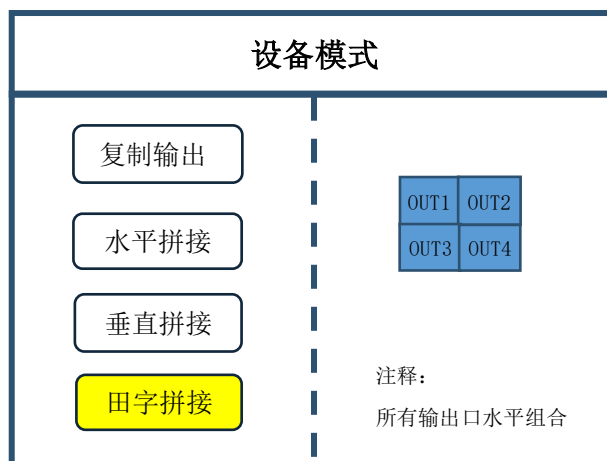 设备模式
复制输出
水平拼接
垂直拼接
田字拼接
OUT1 OUT2
OUT3 OUT4
注释：
所有输出口水平组合